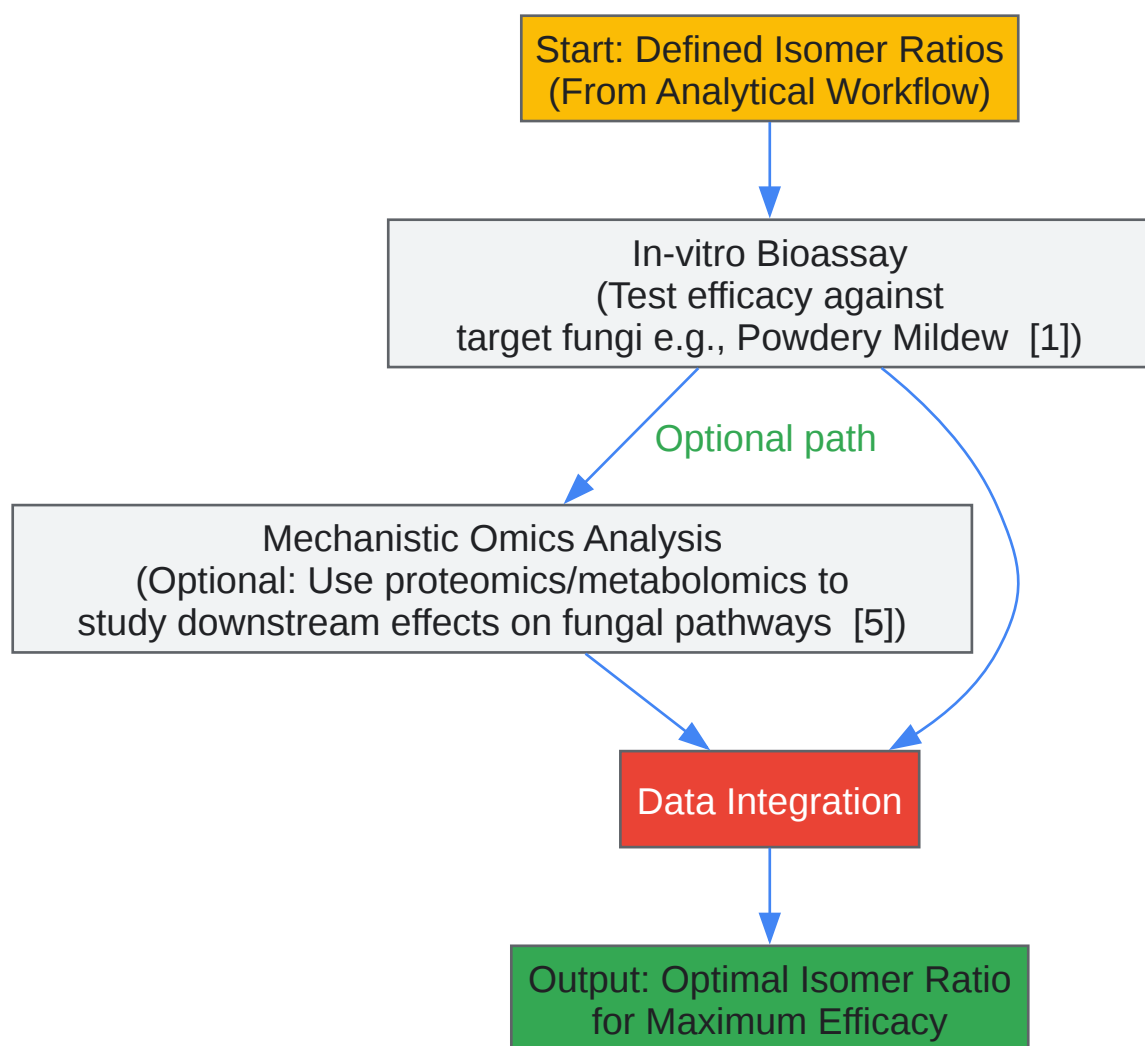 Start: Defined Isomer Ratios
(From Analytical Workflow)
In-vitro Bioassay
(Test efficacy against
target fungi e.g., Powdery Mildew  [1])
Optional path
Mechanistic Omics Analysis
(Optional: Use proteomics/metabolomics to
study downstream effects on fungal pathways  [5])
Data Integration
Output: Optimal Isomer Ratio
for Maximum Efficacy